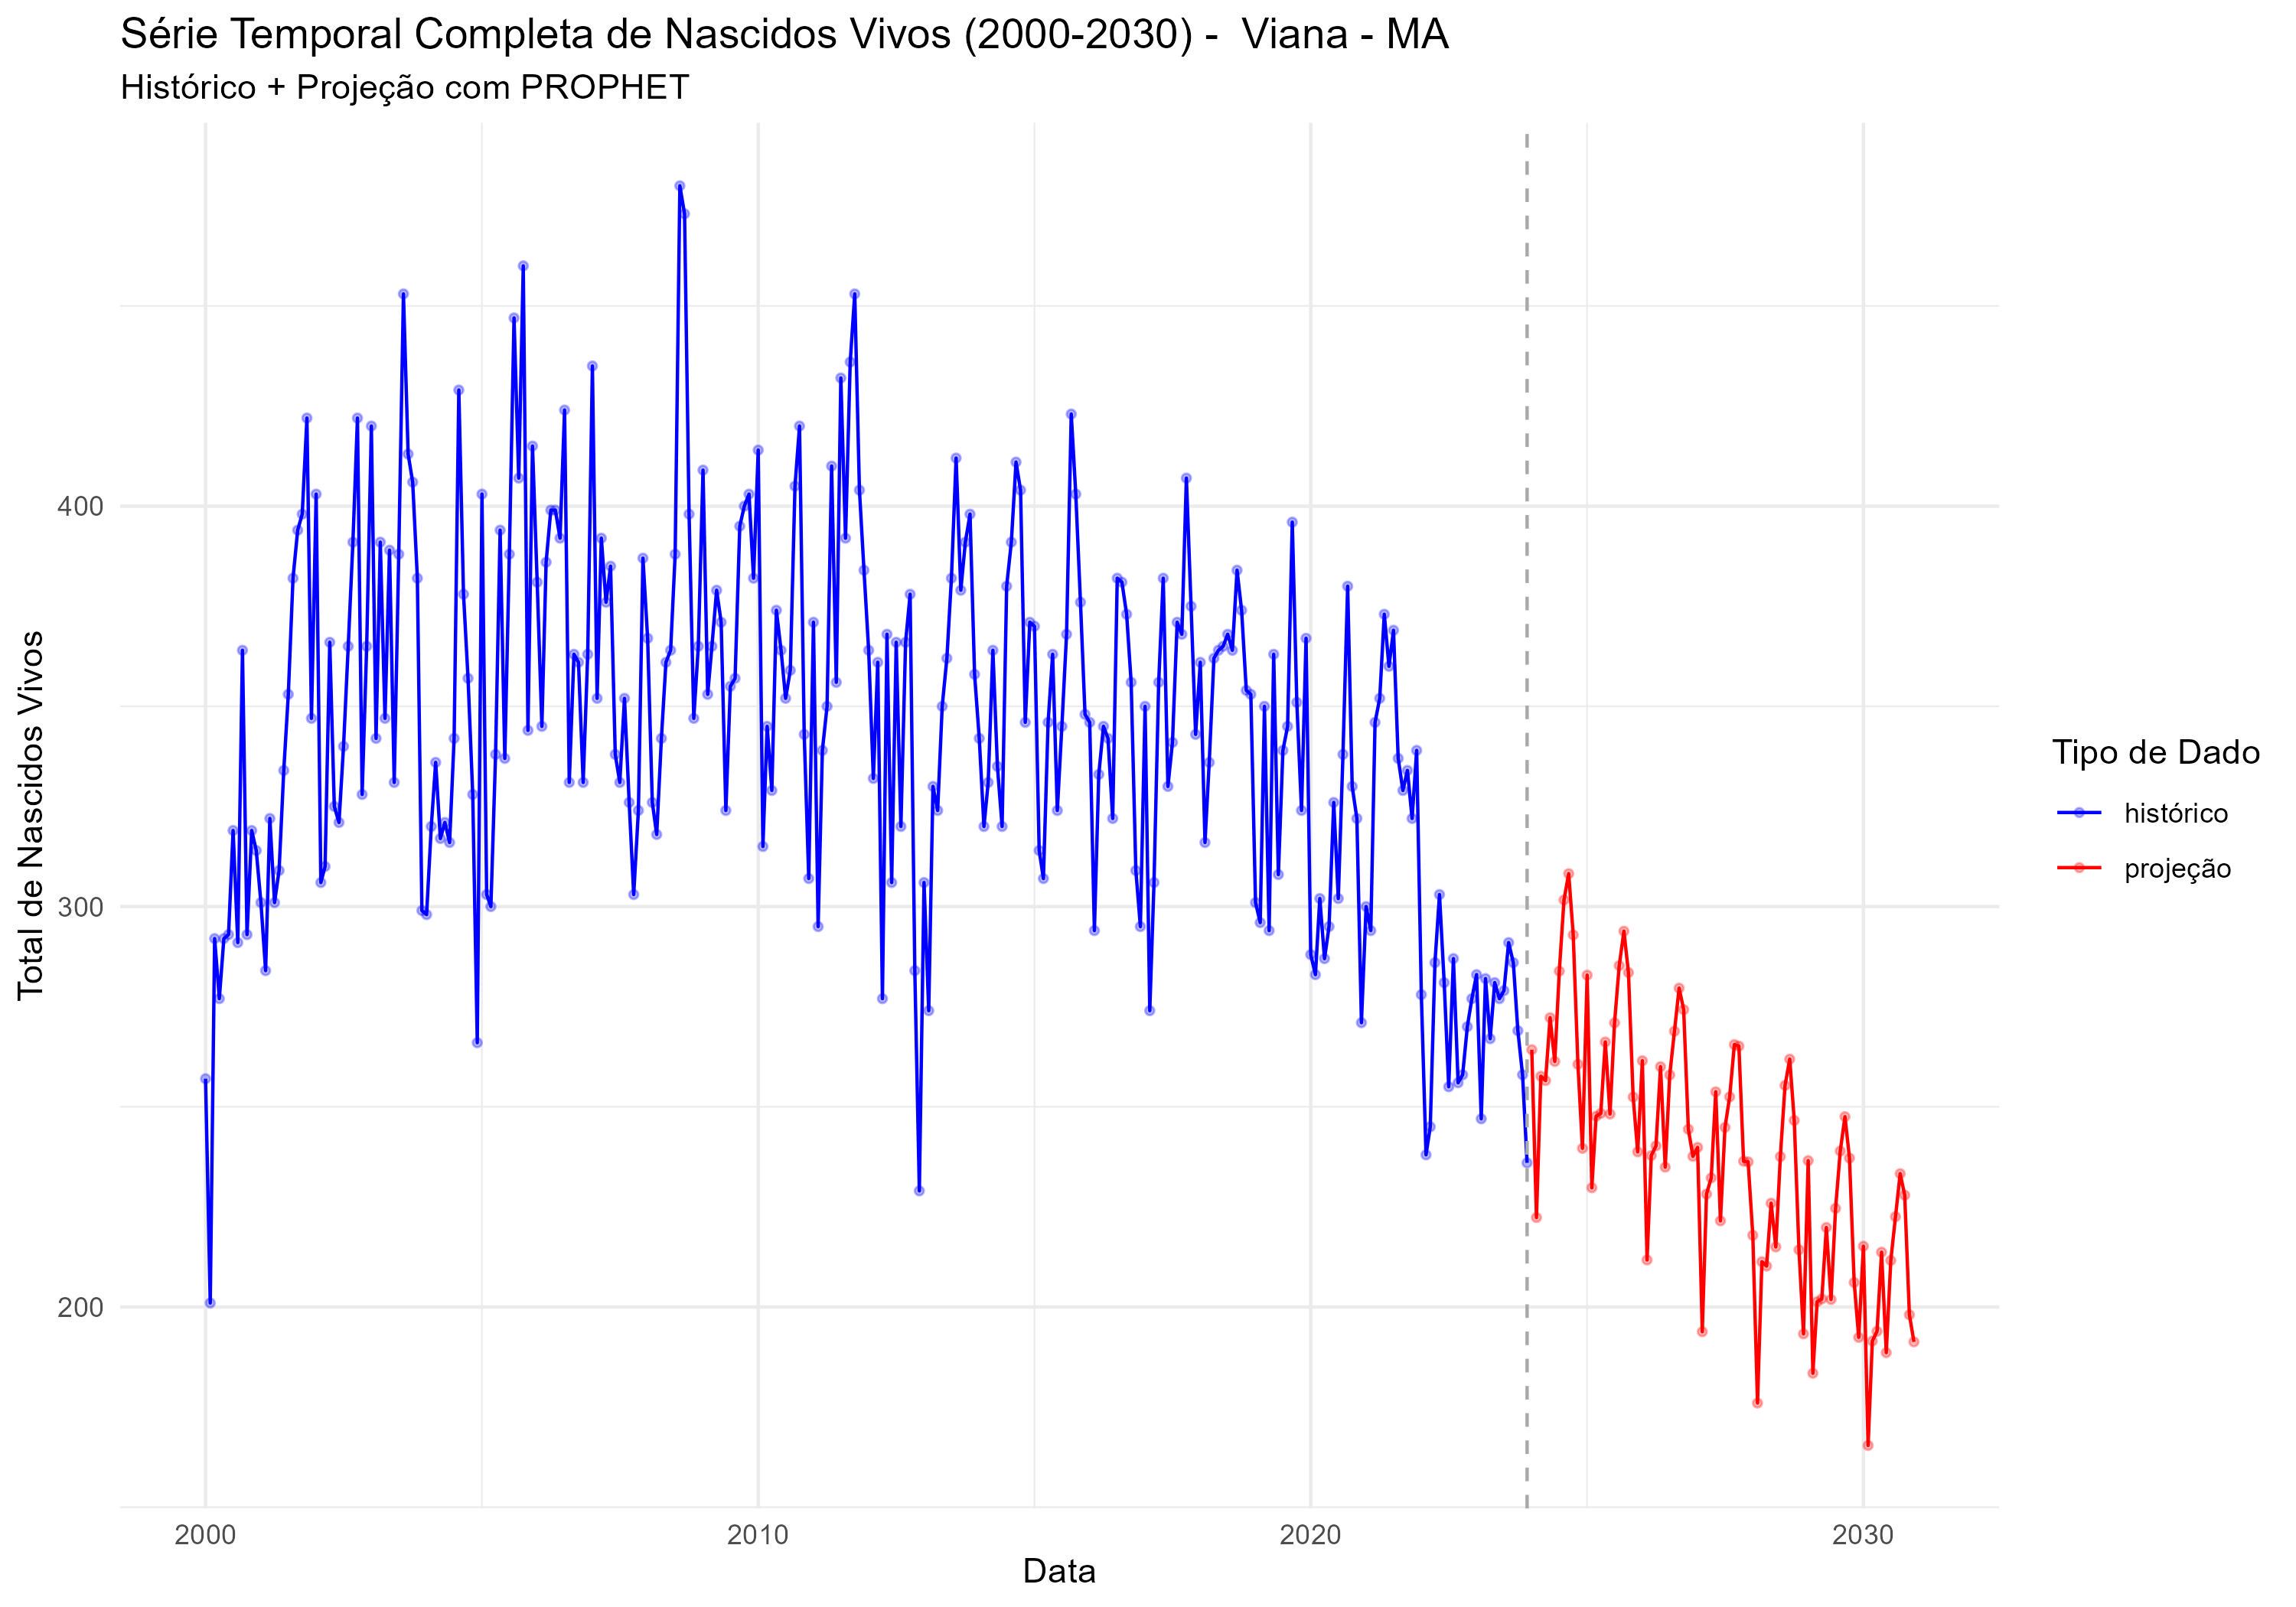 Série Temporal Completa de Nascidos Vivos (2000-2030) -  Viana - MA
Histórico + Projeção com PROPHET
Total de Nascidos Vivos
400
300
200
2000
2010
2020
2030
Data
Tipo de Dado
histórico
projeção